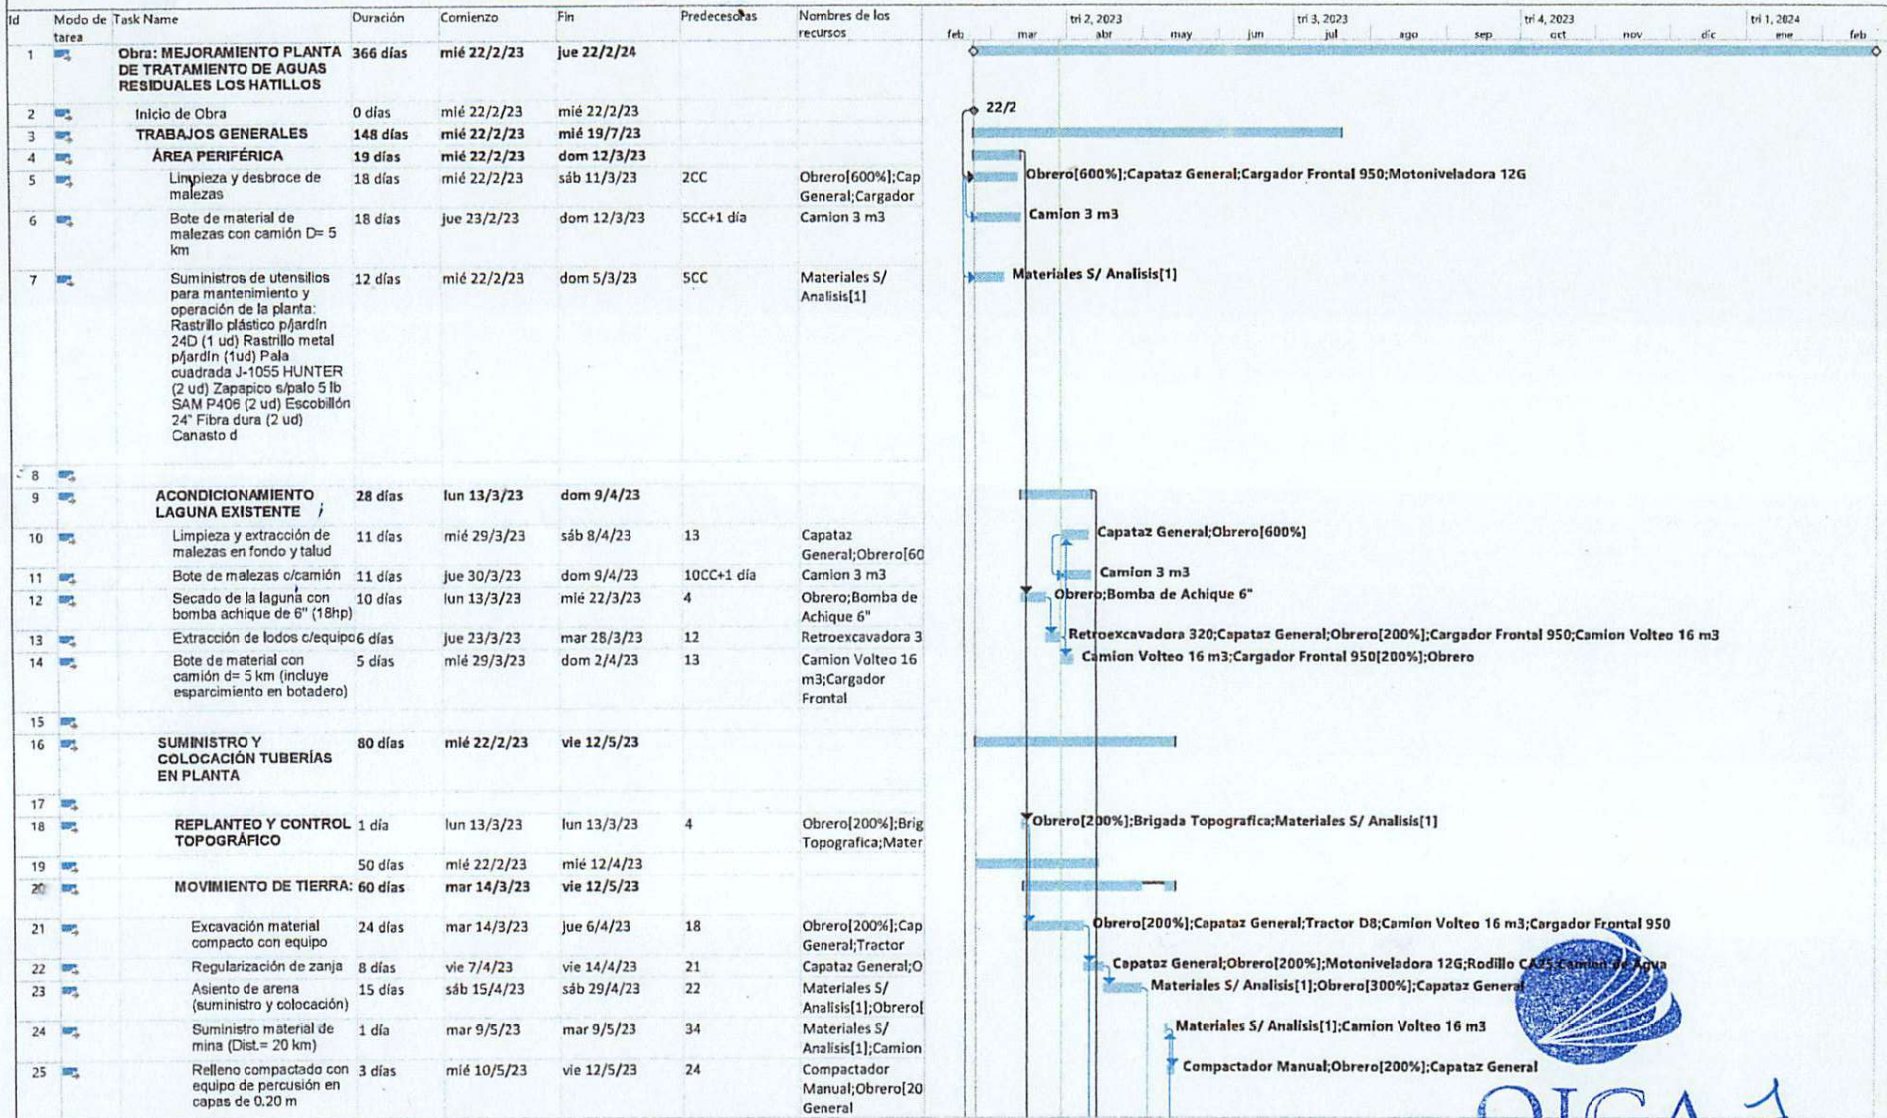 Id Modo de tarea Task Name Duración Comienzo Fin Predecesoras Nombres de los recursos
tri 2, 2023 tri 3, 2023 tri 4, 2023 tri 1, 2024
feb mar abr may jun jul ago sep oct nov dic ene feb
1 Obra: MEJORAMIENTO PLANTA 366 días mié 22/2/23 jue 22/2/24
DE TRATAMIENTO DE AGUAS
RESIDUALES LOS HATILLOS
2 Inicio de Obra 0 días mié 22/2/23 mié 22/2/23 22/2
3 TRABAJOS GENERALES 148 días mié 22/2/23 mié 19/7/23
4 ÁREA PERIFÉRICA 19 días mié 22/2/23 dom 12/3/23
5 Limpieza y desbroce de 18 días mié 22/2/23 sáb 11/3/23 2CC Obrero[600%];Cap Obrero[600%];Capataz General;Cargador Frontal 950;Motoniveladora 12G
malezas General;Cargador
6 Bote de material de 18 días jue 23/2/23 dom 12/3/23 5CC+1 día Camion 3 m3 Camion 3 m3
malezas con camión D= 5
km
7 Suministros de utensilios 12 días mié 22/2/23 dom 5/3/23 5CC Materiales S/ Materiales S/ Analisis[1]
para mantenimiento y Analisis[1]
operación de la planta:
Rastrillo plástico p/jardín
24D (1 ud) Rastrillo metal
p/jardín (1ud) Pala
cuadrada J-1055 HUNTER
(2 ud) Zapapico s/palo 5 lb
SAM P406 (2 ud) Escobillón
24" Fibra dura (2 ud)
Canasto d
8
9 ACONDICIONAMIENTO 28 días lun 13/3/23 dom 9/4/23
LAGUNA EXISTENTE
10 Limpieza y extracción de 11 días mié 29/3/23 sáb 8/4/23 13 Capataz Capataz General;Obrero[600%]
malezas en fondo y talud General;Obrero[60
11 Bote de malezas c/camión 11 días jue 30/3/23 dom 9/4/23 10CC+1 día Camion 3 m3 Camion 3 m3
12 Secado de la laguna con 10 días lun 13/3/23 mié 22/3/23 4 Obrero;Bomba de Obrero;Bomba de Achique 6"
bomba achique de 6" (18hp) Achique 6"
13 Extracción de lodos c/equipo 6 días jue 23/3/23 mar 28/3/23 12 Retroexcavadora 3 Retroexcavadora 320;Capataz General;Obrero[200%];Cargador Frontal 950;Camion Volteo 16 m3
14 Bote de material con 5 días mié 29/3/23 dom 2/4/23 13 Camion Volteo 16 Camion Volteo 16 m3;Cargador Frontal 950[200%];Obrero
camión d= 5 km (incluye m3;Cargador
esparcimiento en botadero) Frontal
15
16 SUMINISTRO Y 80 días mié 22/2/23 vie 12/5/23
COLOCACIÓN TUBERÍAS
EN PLANTA
17
18 REPLANTEO Y CONTROL 1 día lun 13/3/23 lun 13/3/23 4 Obrero[200%];Brig Obrero[200%];Brigada Topografica;Materiales S/ Analisis[1]
TOPOGRÁFICO Topografica;Mater
19 50 días mié 22/2/23 mié 12/4/23
20 MOVIMIENTO DE TIERRA: 60 días mar 14/3/23 vie 12/5/23
21 Excavación material 24 días mar 14/3/23 jue 6/4/23 18 Obrero[200%];Cap Obrero[200%];Capataz General;Tractor D8;Camion Volteo 16 m3;Cargador Frontal 950
compacto con equipo General;Tractor
22 Regularización de zanja 8 días vie 7/4/23 vie 14/4/23 21 Capataz General;O Capataz General;Obrero[200%];Motoniveladora 12G;Rodillo CA25;Camion de Agua
23 Asiento de arena 15 días sáb 15/4/23 sáb 29/4/23 22 Materiales S/ Materiales S/ Analisis[1];Obrero[300%];Capataz General
(suministro y colocación) Analisis[1];Obrero[
24 Suministro material de 1 día mar 9/5/23 mar 9/5/23 34 Materiales S/ Materiales S/ Analisis[1];Camion Volteo 16 m3
mina (Dist.= 20 km) Analisis[1];Camion
25 Relleno compactado con 3 días mié 10/5/23 vie 12/5/23 24 Compactador Compactador Manual;Obrero[200%];Capataz General
equipo de percusión en Manual;Obrero[20
capas de 0.20 m General